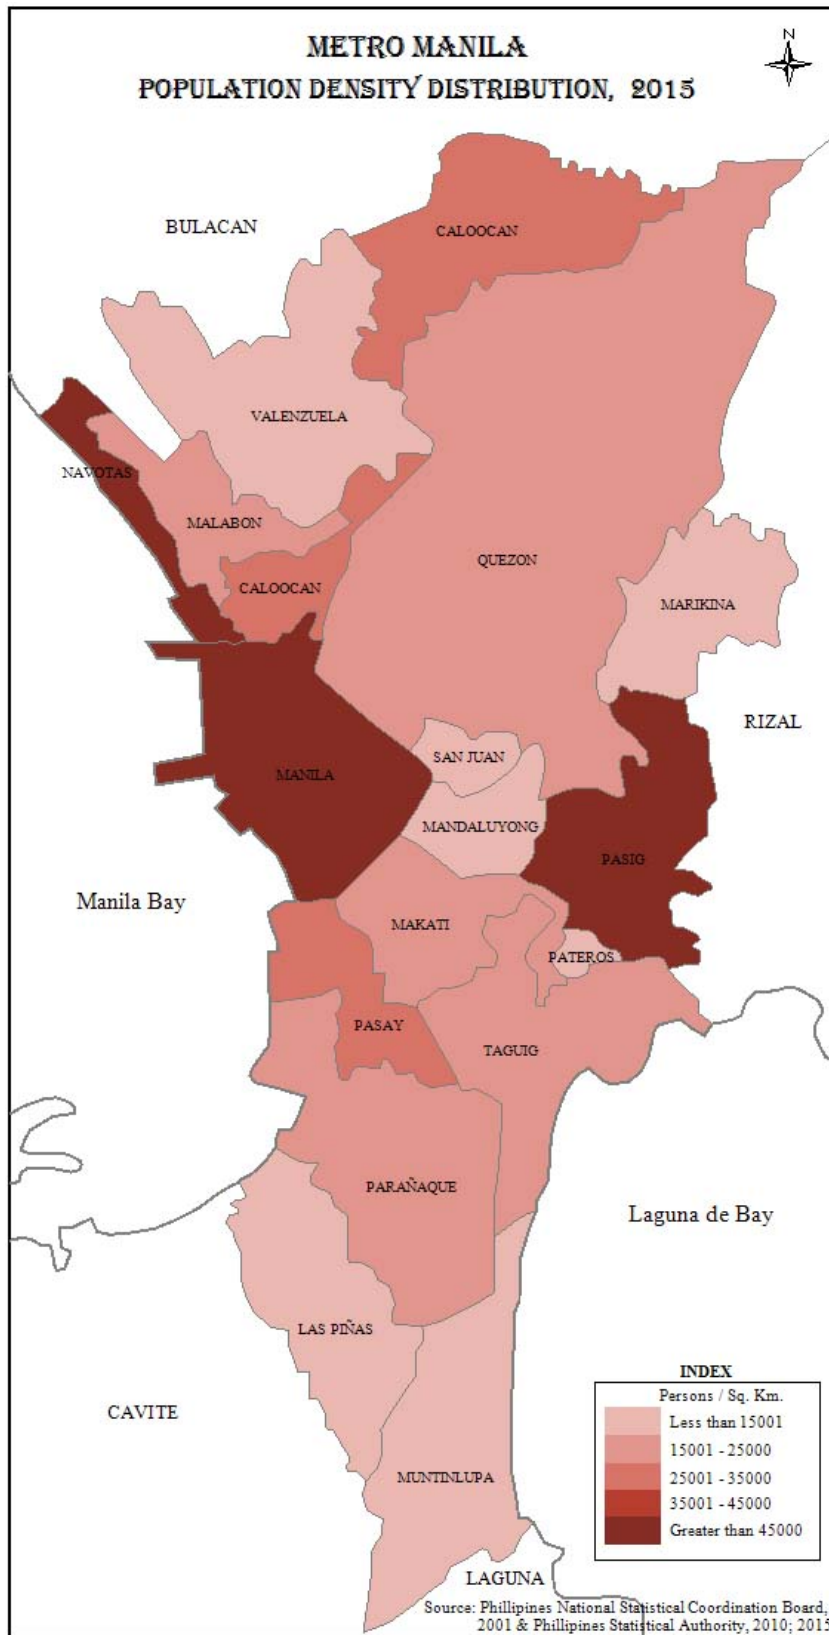 METRO MANILA
POPULATION DENSITY DISTRIBUTION, 2015
N
BULACAN
CALOOCAN
VALENZUELA
NAVOTAS
MALABON
QUEZON
CALOOCAN
MARIKINA
RIZAL
SAN JUAN
MANILA
MANDALUYONG
PASIG
Manila Bay
MAKATI
PATEROS
PASAY
TAGUIG
PARAÑAQUE
Laguna de Bay
LAS PIÑAS
CAVITE
MUNTINLUPA
INDEX
Persons / Sq. Km.
Less than 15001
15001 - 25000
25001 - 35000
35001 - 45000
Greater than 45000
LAGUNA
Source: Phillipines National Statistical Coordination Board,
2001 & Phillipines Statistical Authority, 2010; 2015